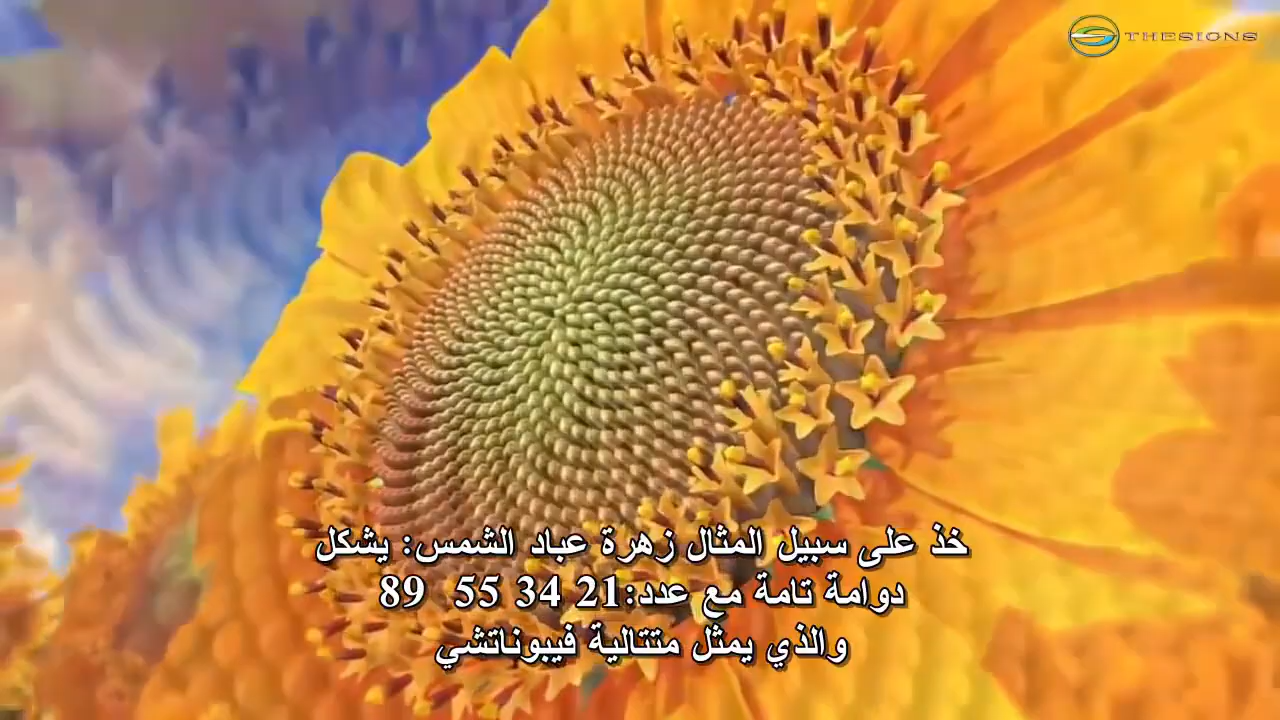 THESIGNS
خذ على سبيل المثال زهرة عباد الشمس: يشكل
دوامة تامة مع عدد:21 34 55 89
والذي يمثل متتالية فيبوناتشي